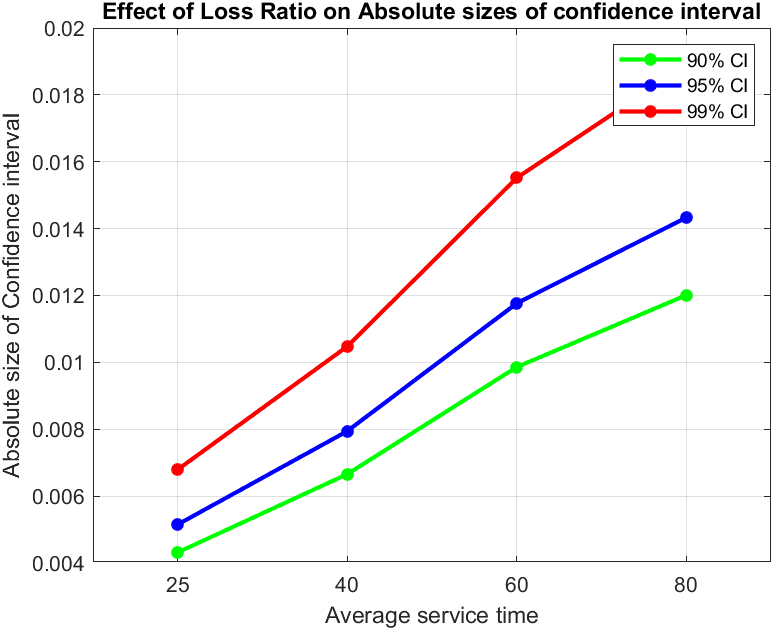 Effect of Loss Ratio on Absolute sizes of confidence interval
0.02
0.018
0.016
0.014
0.012
0.01
0.008
0.006
0.004
Absolute size of Confidence interval
90% CI
95% CI
99% CI
25 40 60 80
Average service time